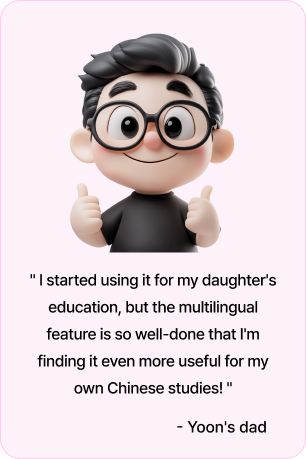 " I started using it for my daughter's
education, but the multilingual
feature is so well-done that I'm
finding it even more useful for my
own Chinese studies! "
- Yoon's dad